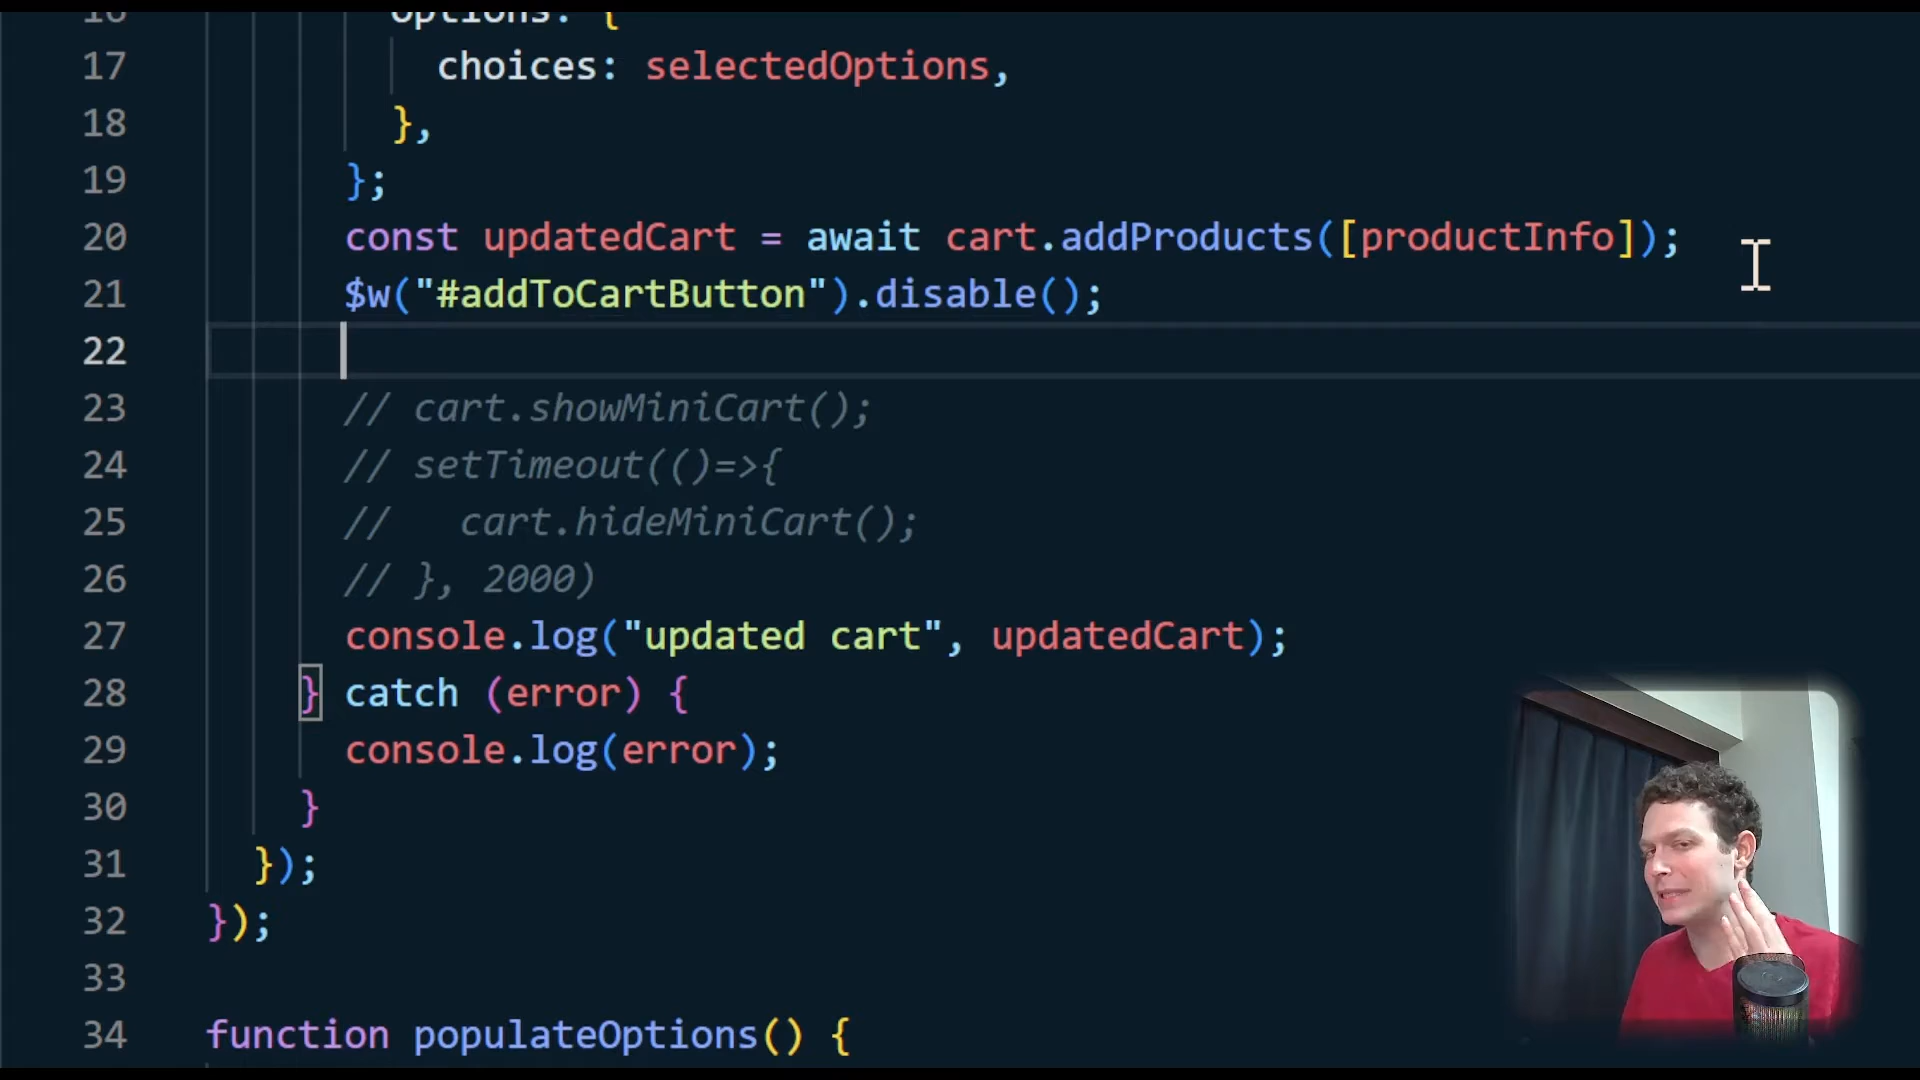 16 options: {
17 choices: selectedOptions,
18 },
19 };
20 const updatedCart = await cart.addProducts([productInfo]);
21 $w("#addToCartButton").disable();
22
23 // cart.showMiniCart();
24 // setTimeout(()=>{
25 //   cart.hideMiniCart();
26 // }, 2000)
27 console.log("updated cart", updatedCart);
28 } catch (error) {
29 console.log(error);
30 }
31 });
32 });
33
34 function populateOptions() {